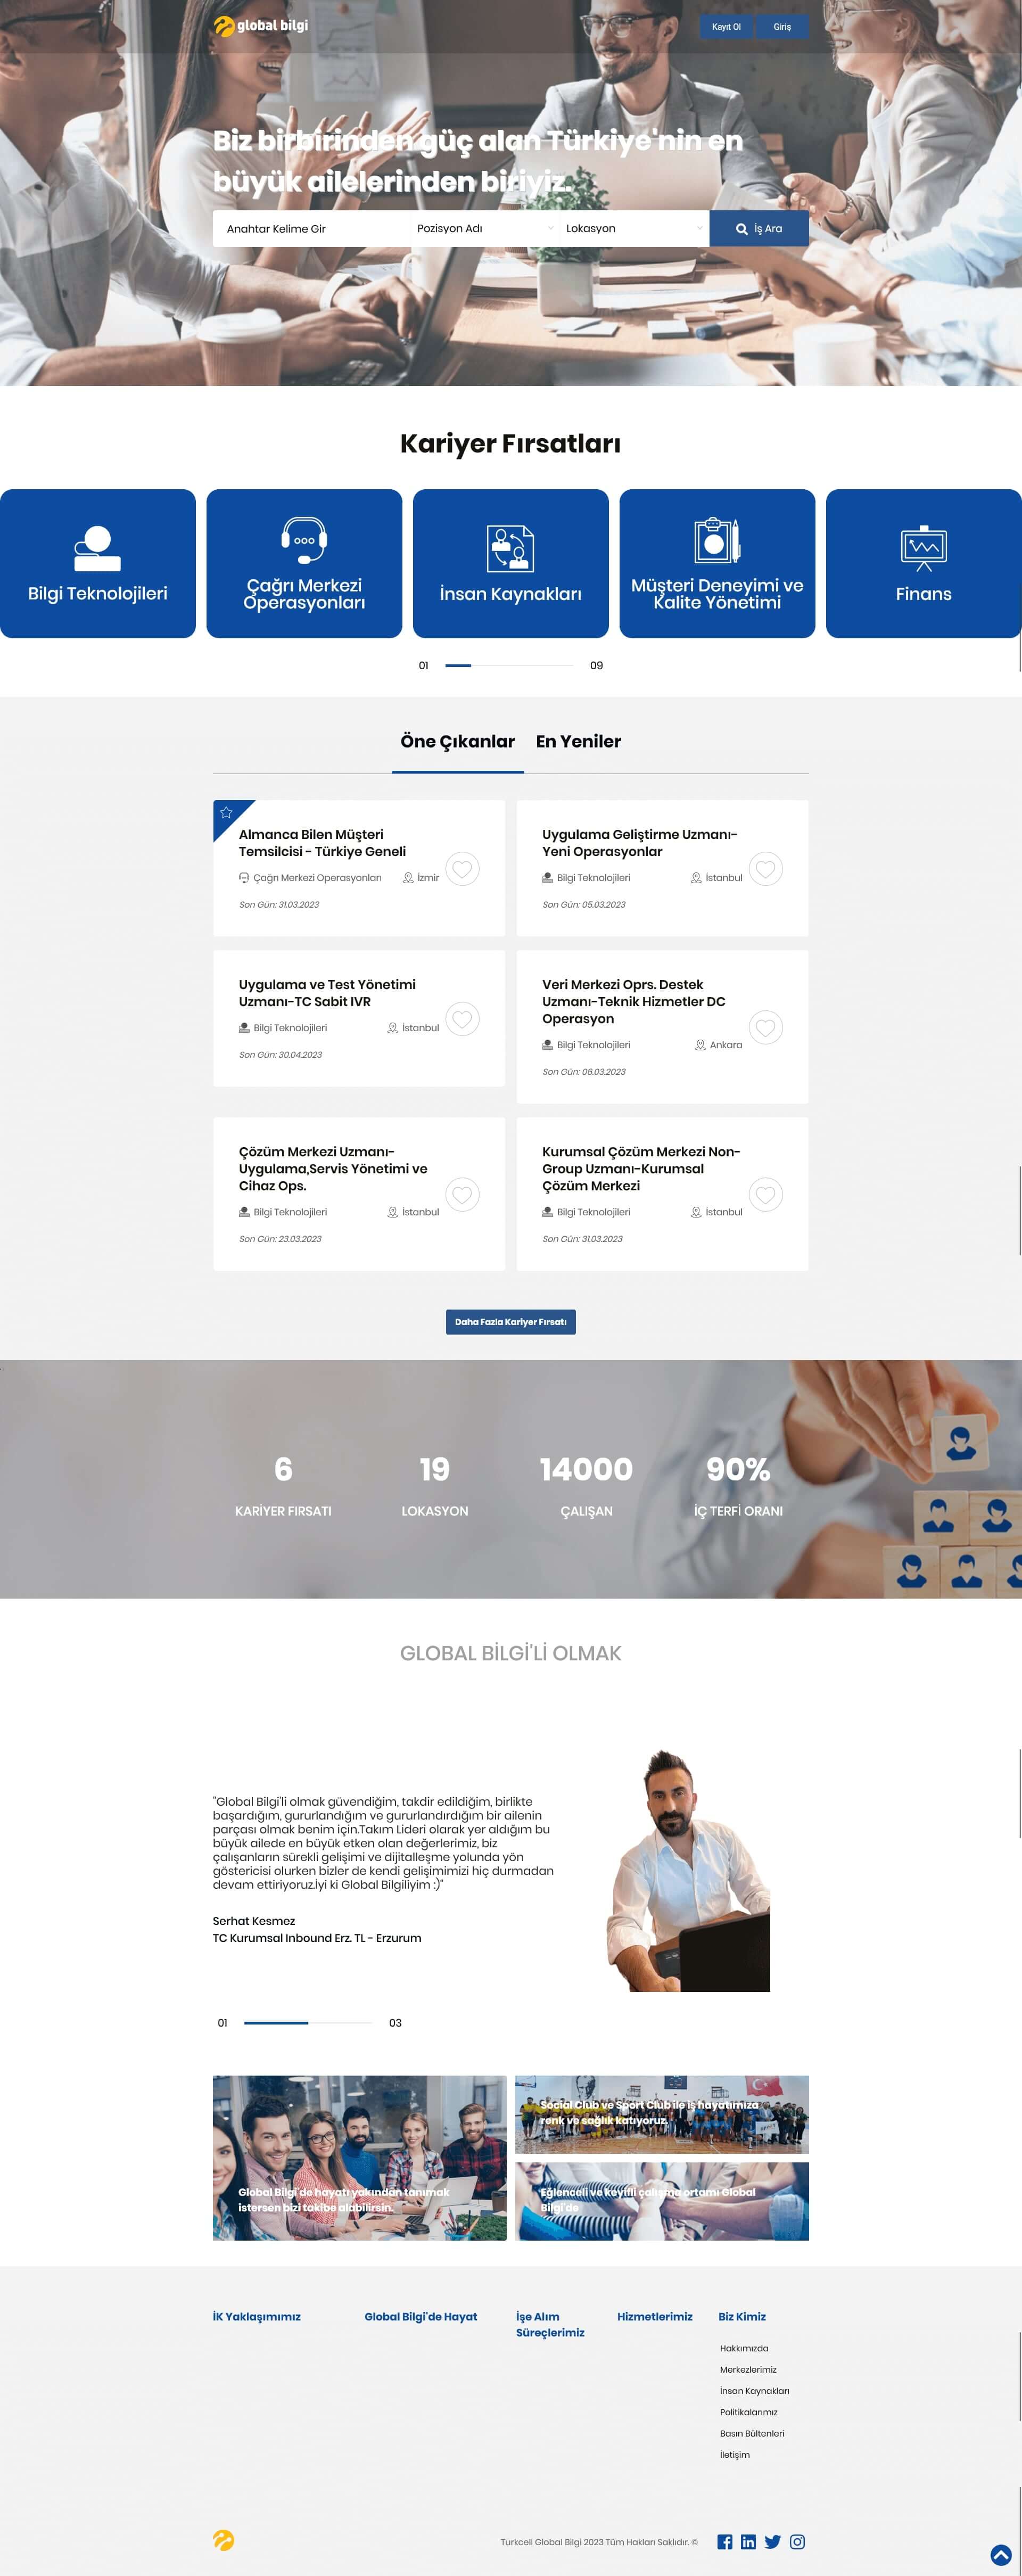 global bilgi
Kayıt Ol
Giriş
Biz birbirinden güç alan Türkiye'nin en
büyük ailelerinden biriyiz.
Anahtar Kelime Gir
Pozisyon Adı
Lokasyon
İş Ara
Kariyer Fırsatları
Bilgi Teknolojileri
Çağrı Merkezi
Operasyonları
İnsan Kaynakları
Müşteri Deneyimi ve
Kalite Yönetimi
Finans
01
09
Öne Çıkanlar
En Yeniler
Almanca Bilen Müşteri
Temsilcisi - Türkiye Geneli
Çağrı Merkezi Operasyonları
İzmir
Son Gün: 31.03.2023
Uygulama Geliştirme Uzmanı-
Yeni Operasyonlar
Bilgi Teknolojileri
İstanbul
Son Gün: 05.03.2023
Uygulama ve Test Yönetimi
Uzmanı-TC Sabit IVR
Bilgi Teknolojileri
İstanbul
Son Gün: 30.04.2023
Veri Merkezi Oprs. Destek
Uzmanı-Teknik Hizmetler DC
Operasyon
Bilgi Teknolojileri
Ankara
Son Gün: 06.03.2023
Çözüm Merkezi Uzmanı-
Uygulama,Servis Yönetimi ve
Cihaz Ops.
Bilgi Teknolojileri
İstanbul
Son Gün: 23.03.2023
Kurumsal Çözüm Merkezi Non-
Group Uzmanı-Kurumsal
Çözüm Merkezi
Bilgi Teknolojileri
İstanbul
Son Gün: 31.03.2023
Daha Fazla Kariyer Fırsatı
6
KARİYER FIRSATI
19
LOKASYON
14000
ÇALIŞAN
90%
İÇ TERFİ ORANI
GLOBAL BİLGİ'Lİ OLMAK
"Global Bilgi'li olmak güvendiğim, takdir edildiğim, birlikte
başardığım, gururlandığım ve gururlandırdığım bir ailenin
parçası olmak benim için.Takım Lideri olarak yer aldığım bu
büyük ailede en büyük etken olan değerlerimiz, biz
çalışanların sürekli gelişimi ve dijitalleşme yolunda yön
göstericisi olurken bizler de kendi gelişimimizi hiç durmadan
devam ettiriyoruz.İyi ki Global Bilgiliyim :)"
Serhat Kesmez
TC Kurumsal Inbound Erz. TL - Erzurum
01
03
Global Bilgi'de hayatı yakından tanımak
istersen bizi takibe alabilirsin.
Social Club ve Sport Club ile iş hayatımıza
renk ve sağlık katıyoruz.
Eğlenceli ve keyifli çalışma ortamı Global
Bilgi'de
İK Yaklaşımımız
Global Bilgi'de Hayat
İşe Alım
Süreçlerimiz
Hizmetlerimiz
Biz Kimiz
Hakkımızda
Merkezlerimiz
İnsan Kaynakları
Politikalarımız
Basın Bültenleri
İletişim
Turkcell Global Bilgi 2023 Tüm Hakları Saklıdır. ©